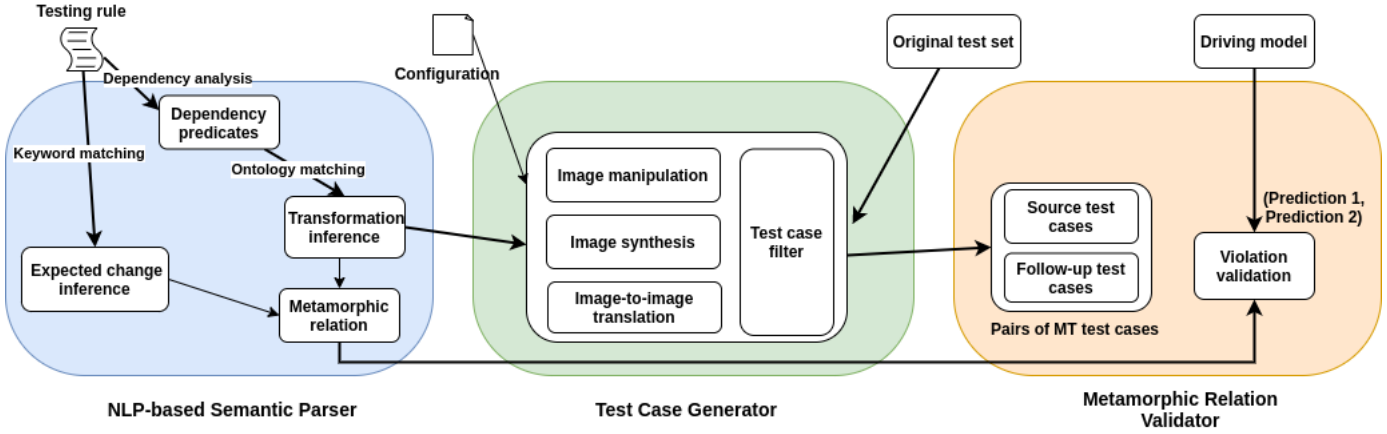 Testing rule
Dependency analysis
Dependency
predicates
Keyword matching
Ontology matching
Transformation
inference
Expected change
inference
Metamorphic
relation
NLP-based Semantic Parser
Configuration
Image manipulation
Image synthesis
Image-to-image
translation
Test case
filter
Test Case Generator
Original test set
Driving model
Source test
cases
Follow-up test
cases
Pairs of MT test cases
(Prediction 1,
Prediction 2)
Violation
validation
Metamorphic Relation
Validator